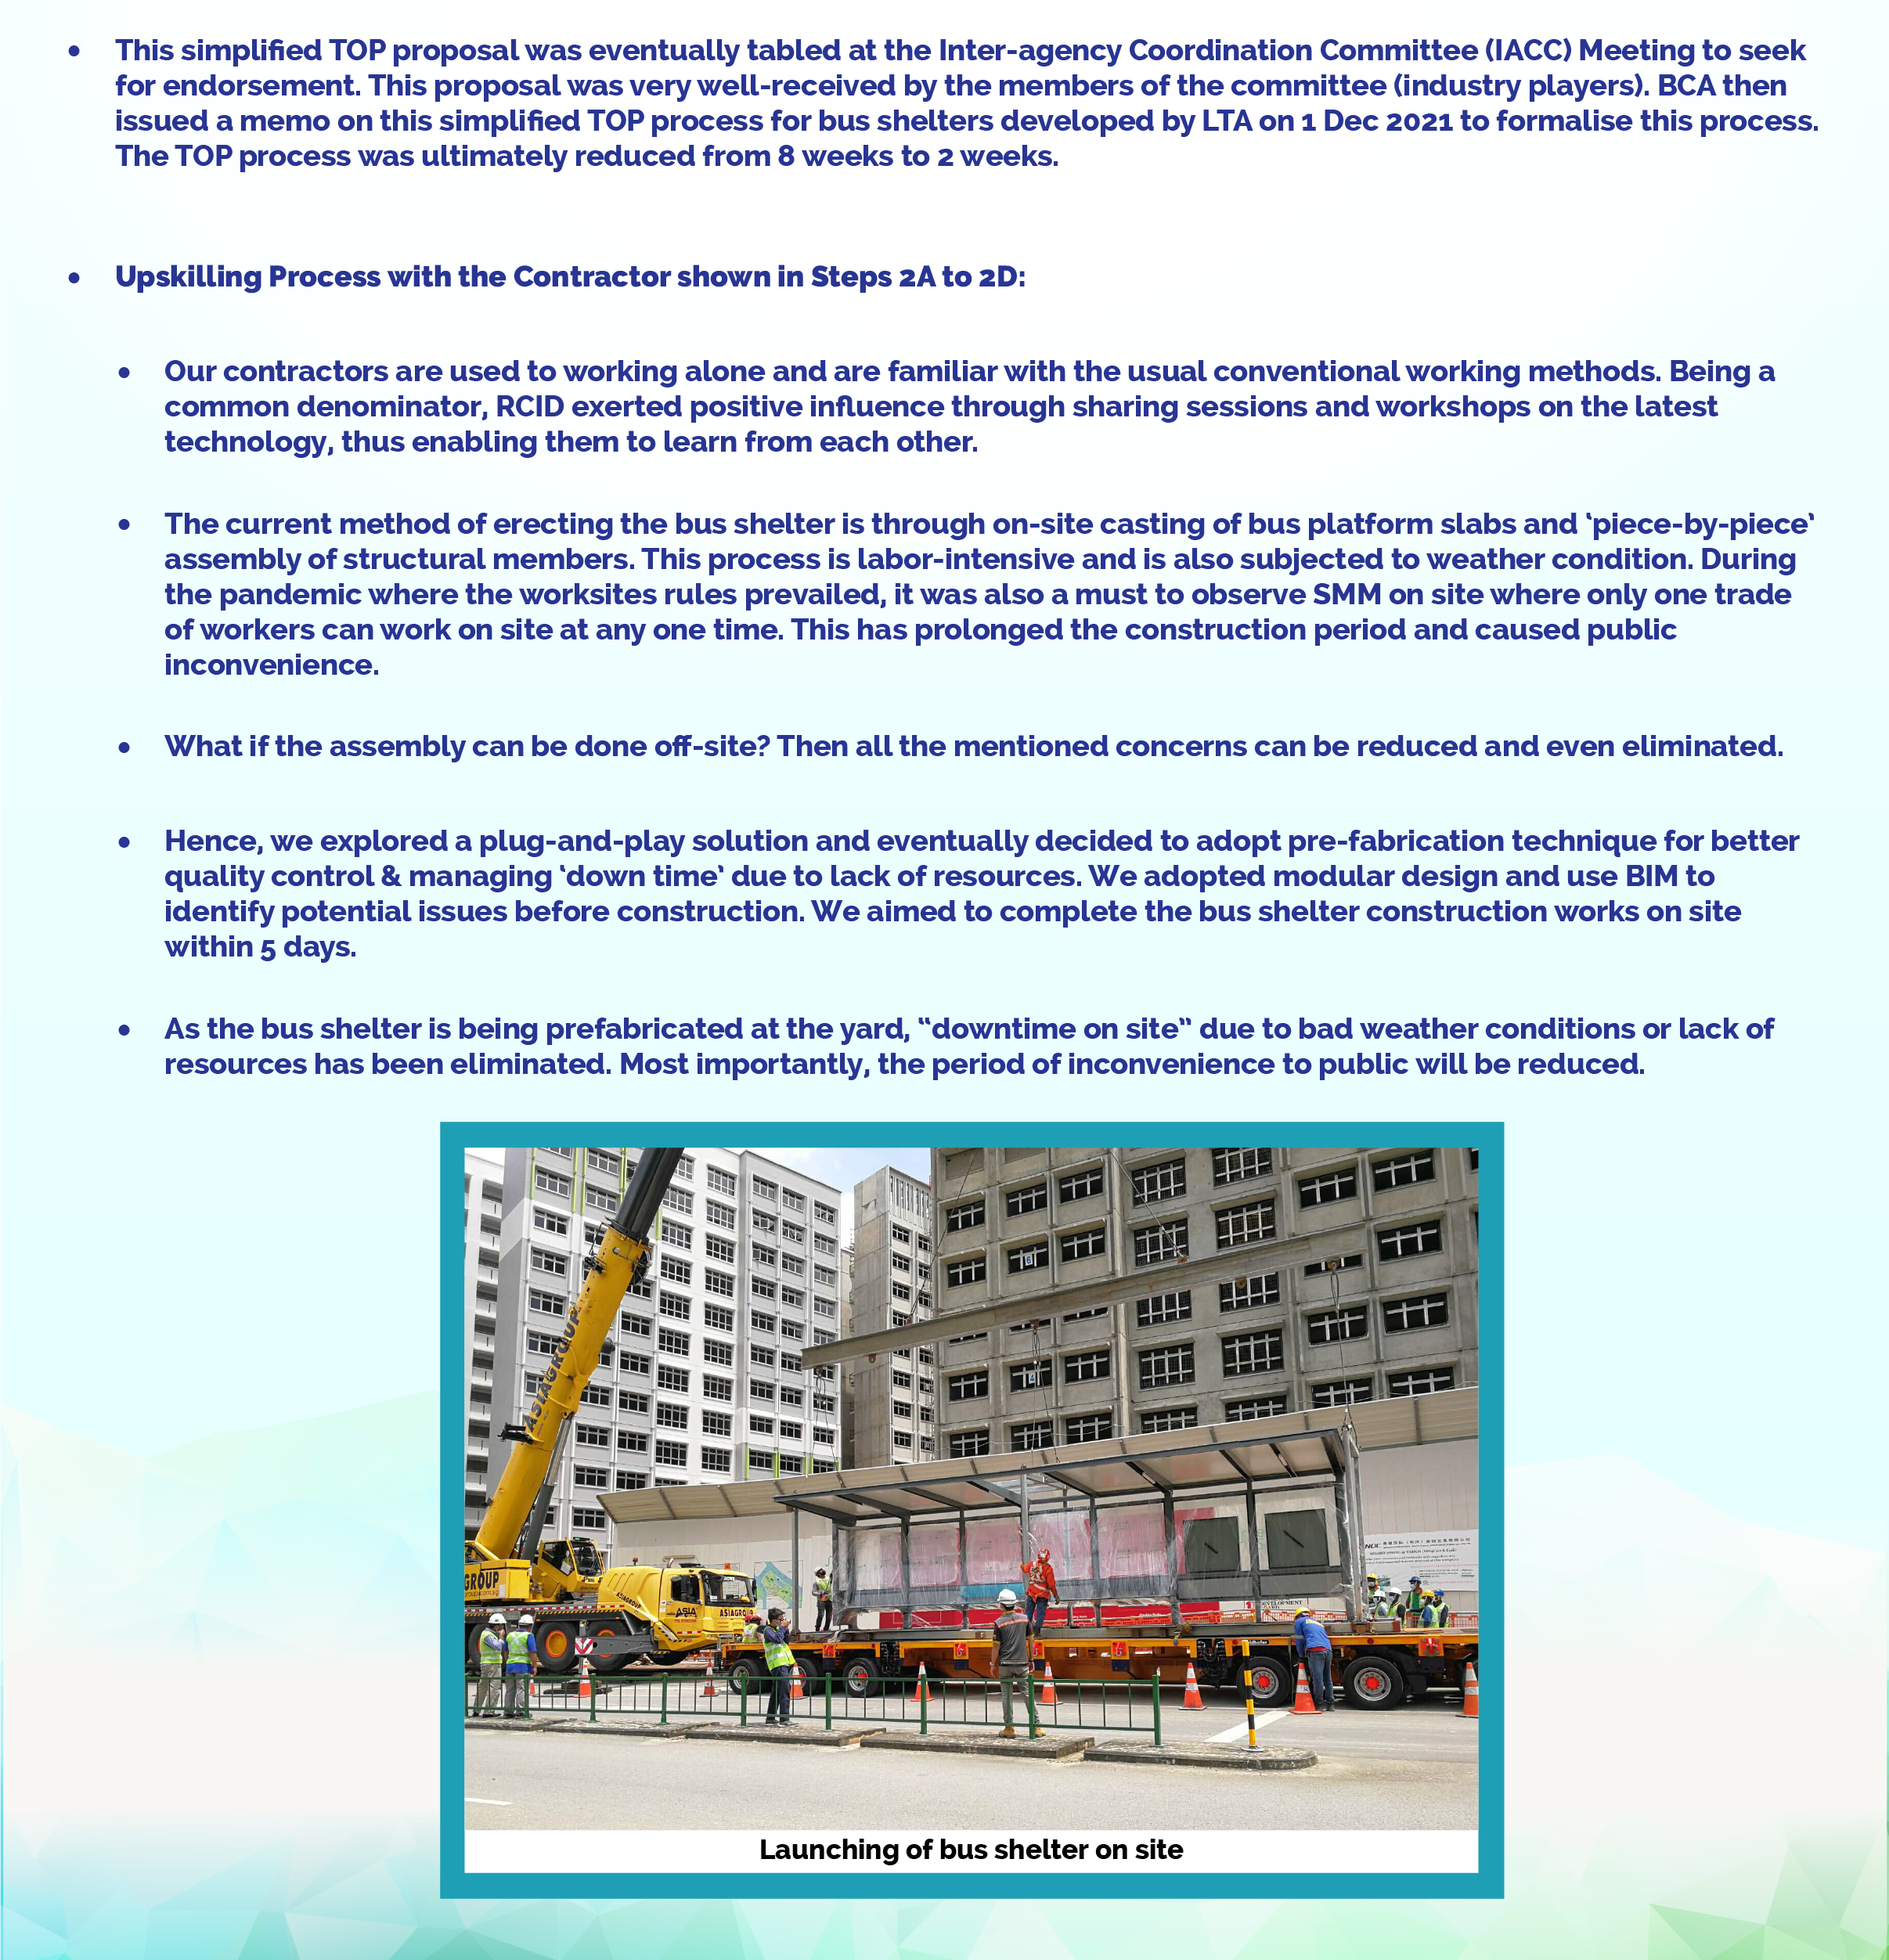 This simplified TOP proposal was eventually tabled at the Inter-agency Coordination Committee (IACC) Meeting to seek
for endorsement. This proposal was very well-received by the members of the committee (industry players). BCA then
issued a memo on this simplified TOP process for bus shelters developed by LTA on 1 Dec 2021 to formalise this process.
The TOP process was ultimately reduced from 8 weeks to 2 weeks.
Upskilling Process with the Contractor shown in Steps 2A to 2D:
Our contractors are used to working alone and are familiar with the usual conventional working methods. Being a
common denominator, RCID exerted positive influence through sharing sessions and workshops on the latest
technology, thus enabling them to learn from each other.
The current method of erecting the bus shelter is through on-site casting of bus platform slabs and ‘piece-by-piece’
assembly of structural members. This process is labor-intensive and is also subjected to weather condition. During
the pandemic where the worksites rules prevailed, it was also a must to observe SMM on site where only one trade
of workers can work on site at any one time. This has prolonged the construction period and caused public
inconvenience.
What if the assembly can be done off-site? Then all the mentioned concerns can be reduced and even eliminated.
Hence, we explored a plug-and-play solution and eventually decided to adopt pre-fabrication technique for better
quality control & managing ‘down time’ due to lack of resources. We adopted modular design and use BIM to
identify potential issues before construction. We aimed to complete the bus shelter construction works on site
within 5 days.
As the bus shelter is being prefabricated at the yard, “downtime on site” due to bad weather conditions or lack of
resources has been eliminated. Most importantly, the period of inconvenience to public will be reduced.
ASIAGROUP
GROUP
ASIAGROUP
ASIA
ASIAGROUP
Launching of bus shelter on site